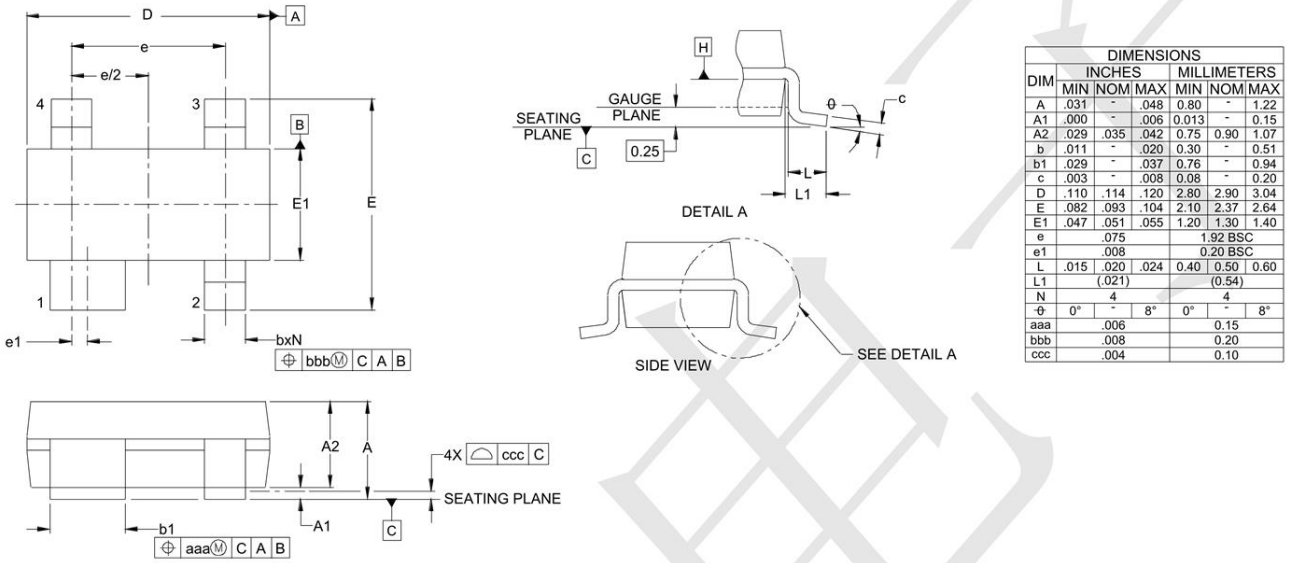 D
A
e
e/2
4
3
B
E1
E
1
2
e1
bxN
⌖ bbbⓂ C A B
A2
A
4X ⌓ ccc C
SEATING PLANE
A1
C
b1
⌖ aaaⓂ C A B
H
GAUGE
PLANE
SEATING
PLANE
C
0.25
θ
c
L
L1
DETAIL A
SEE DETAIL A
SIDE VIEW
DIMENSIONS
DIM INCHES MILLIMETERS
MIN NOM MAX MIN NOM MAX
A .031 - .048 0.80 - 1.22
A1 .000 - .006 0.013 - 0.15
A2 .029 .035 .042 0.75 0.90 1.07
b .011 - .020 0.30 - 0.51
b1 .029 - .037 0.76 - 0.94
c .003 - .008 0.08 - 0.20
D .110 .114 .120 2.80 2.90 3.04
E .082 .093 .104 2.10 2.37 2.64
E1 .047 .051 .055 1.20 1.30 1.40
e .075 1.92 BSC
e1 .008 0.20 BSC
L .015 .020 .024 0.40 0.50 0.60
L1 (.021) (0.54)
N 4 4
θ 0° - 8° 0° - 8°
aaa .006 0.15
bbb .008 0.20
ccc .004 0.10